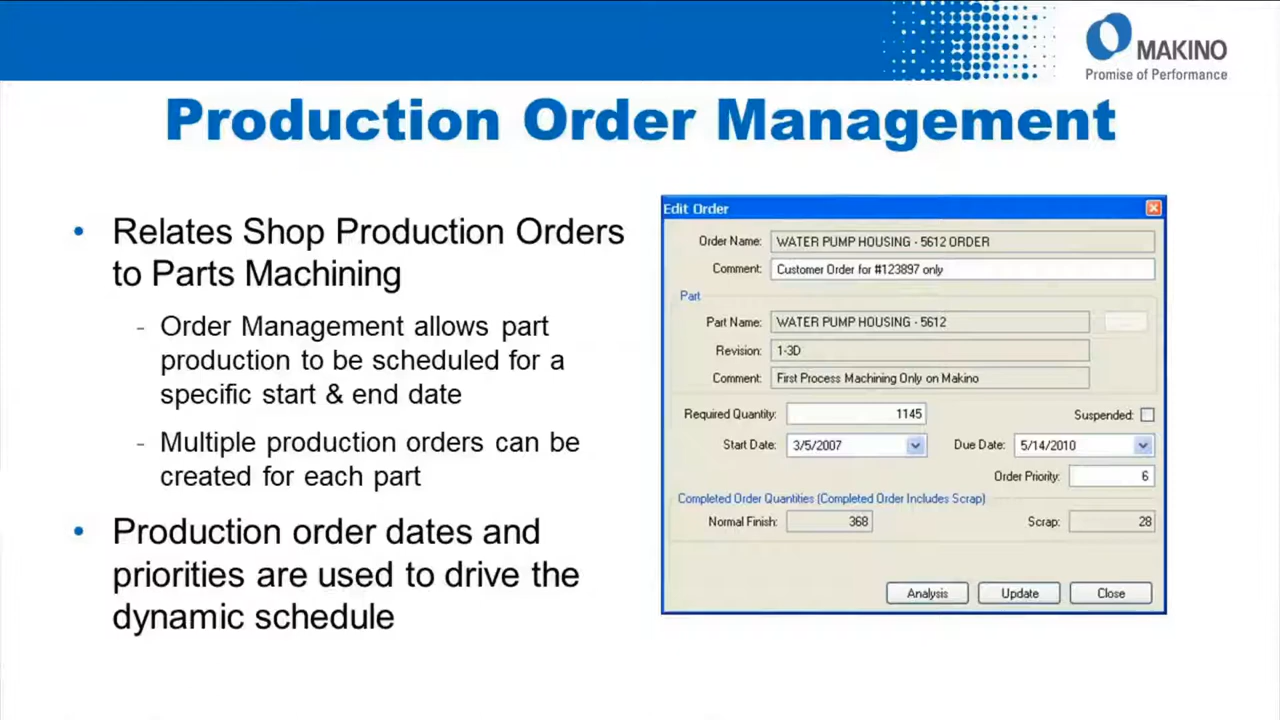 MAKINO
Promise of Performance
Production Order Management
• Relates Shop Production Orders
to Parts Machining
- Order Management allows part
production to be scheduled for a
specific start & end date
- Multiple production orders can be
created for each part
• Production order dates and
priorities are used to drive the
dynamic schedule
Edit Order
Order Name: WATER PUMP HOUSING - 5612 ORDER
Comment: Customer Order for #123897 only
Part
Part Name: WATER PUMP HOUSING - 5612
Revision: 1-3D
Comment: First Process Machining Only on Makino
Required Quantity: 1145 Suspended:
Start Date: 3/5/2007 Due Date: 5/14/2010
Order Priority: 6
Completed Order Quantities (Completed Order Includes Scrap)
Normal Finish: 368 Scrap: 28
Analysis Update Close